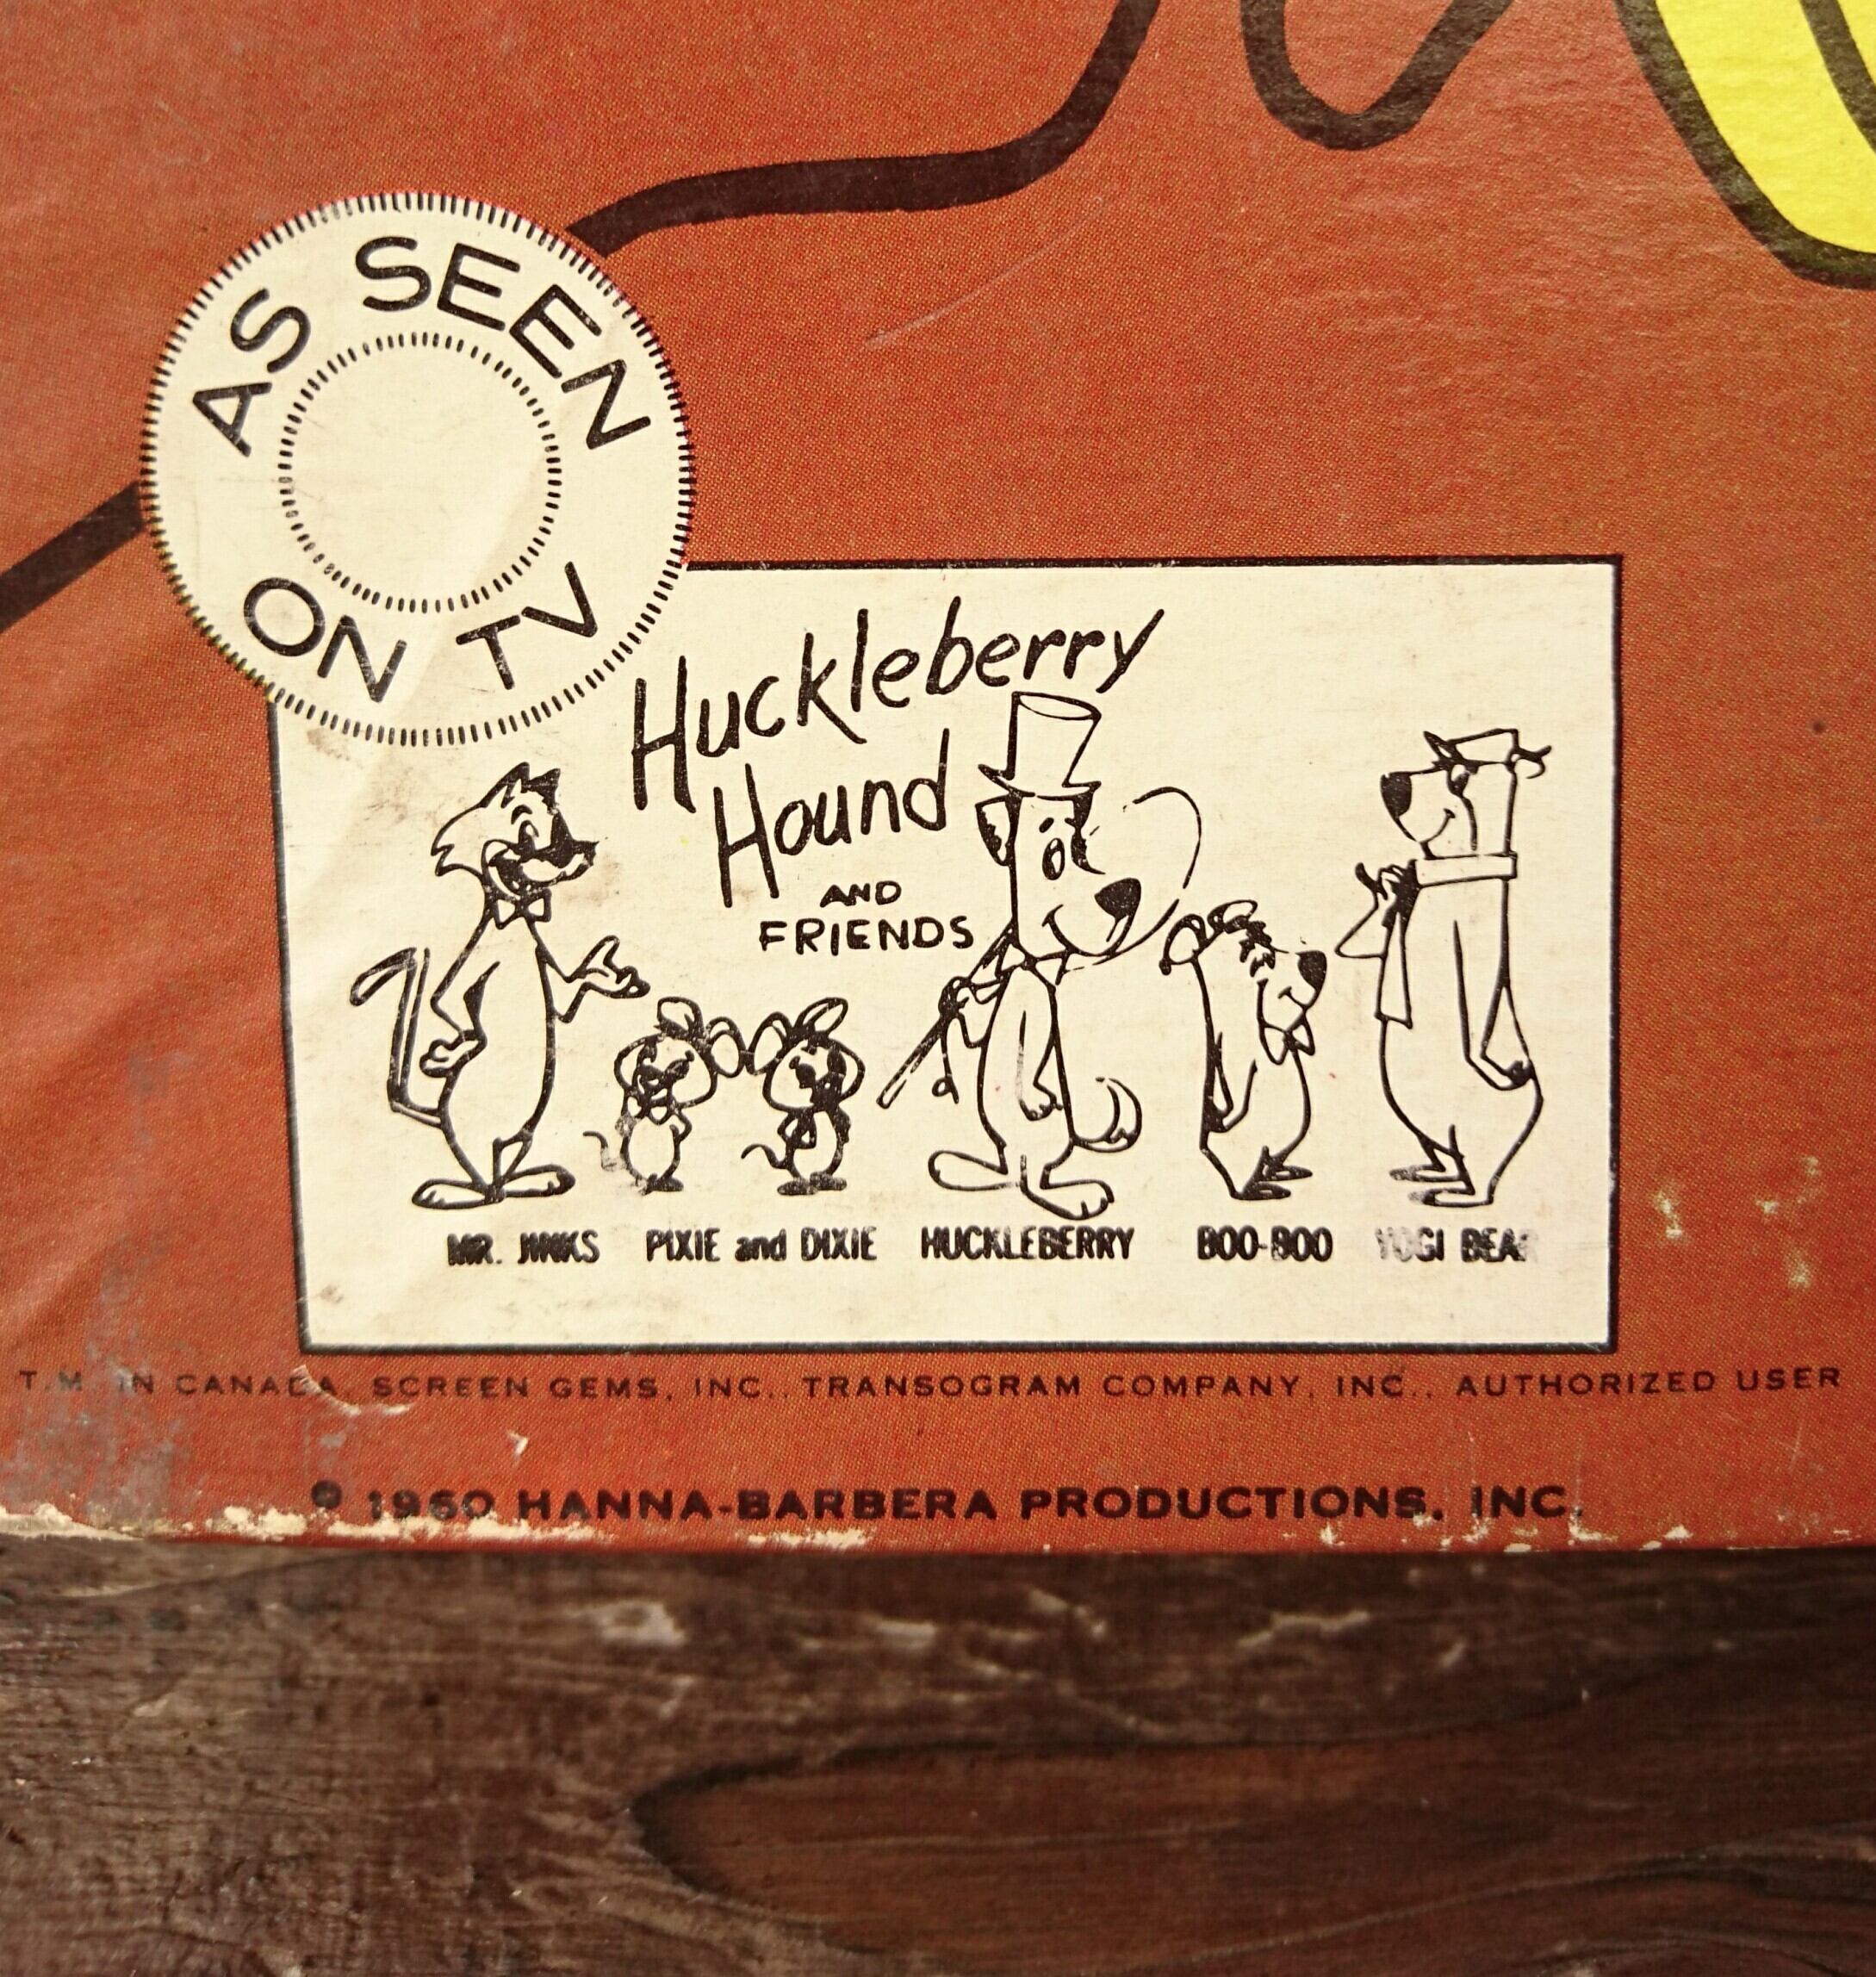 AS SEEN
ON TV
Huckleberry
Hound
AND
FRIENDS
MR. JINKS PIXIE and DIXIE HUCKLEBERRY BOO-BOO YOGI BEAR
T.M. IN CANADA, SCREEN GEMS, INC., TRANSOGRAM COMPANY, INC., AUTHORIZED USER
© 1960 HANNA-BARBERA PRODUCTIONS, INC.